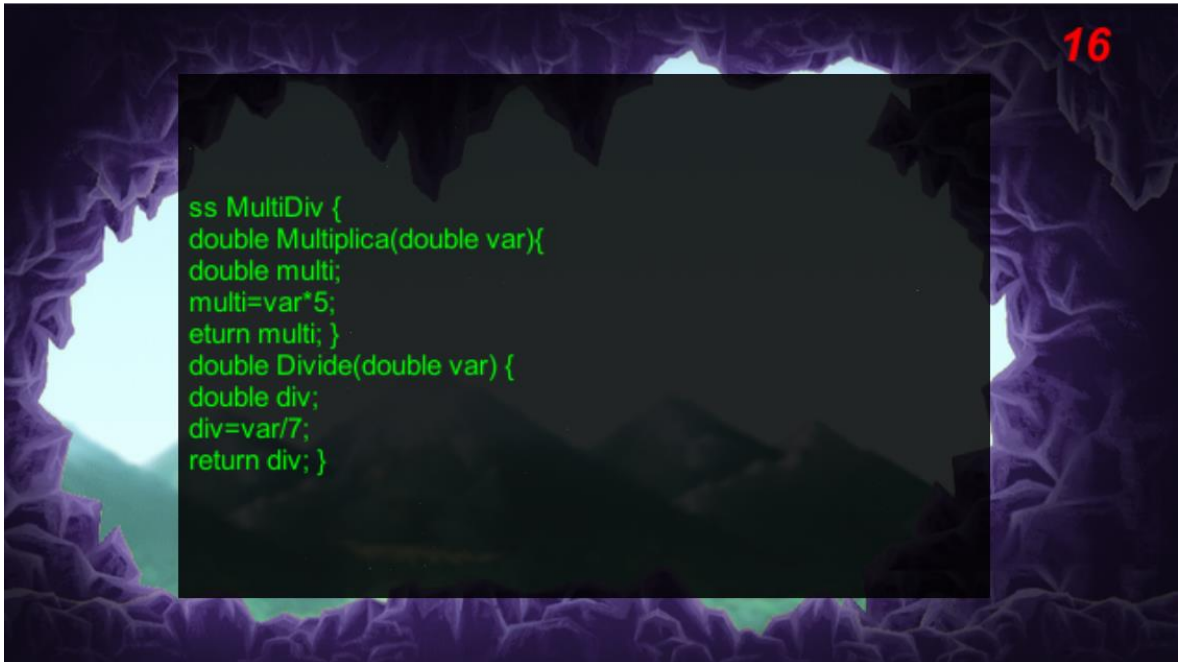 16
ss MultiDiv {
double Multiplica(double var){
double multi;
multi=var*5;
eturn multi; }
double Divide(double var) {
double div;
div=var/7;
return div; }